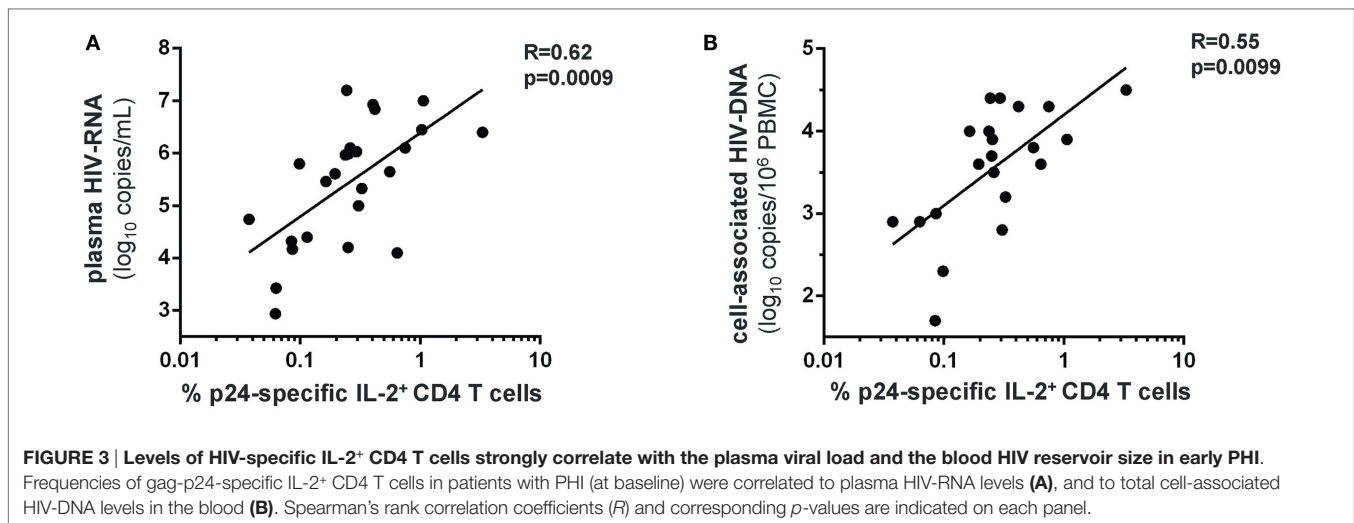 A
R=0.62
p=0.0009
plasma HIV-RNA
(log₁₀ copies/mL)
8
7
6
5
4
3
0.01 0.1 1 10
% p24-specific IL-2⁺ CD4 T cells
B
R=0.55
p=0.0099
cell-associated HIV-DNA
(log₁₀ copies/10⁶ PBMC)
5
4
3
2
0.01 0.1 1 10
% p24-specific IL-2⁺ CD4 T cells
FIGURE 3 | Levels of HIV-specific IL-2⁺ CD4 T cells strongly correlate with the plasma viral load and the blood HIV reservoir size in early PHI.
Frequencies of gag-p24-specific IL-2⁺ CD4 T cells in patients with PHI (at baseline) were correlated to plasma HIV-RNA levels (A), and to total cell-associated
HIV-DNA levels in the blood (B). Spearman's rank correlation coefficients (R) and corresponding p-values are indicated on each panel.